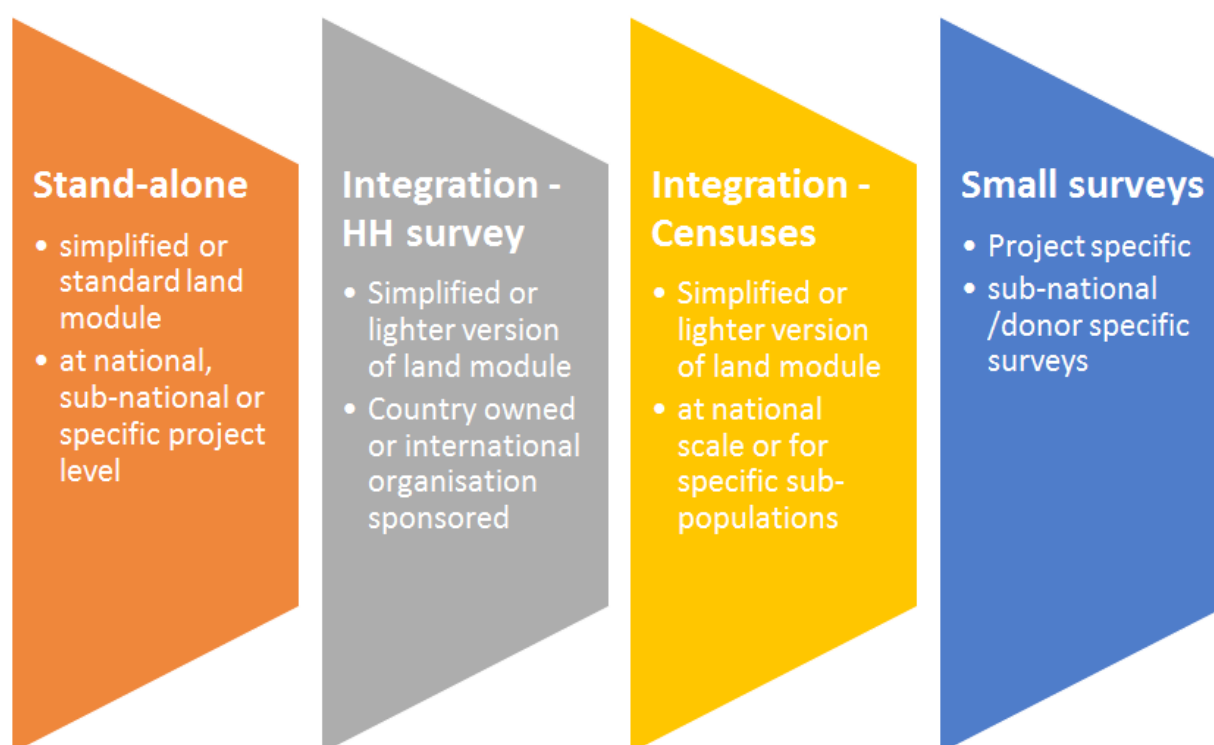 Stand-alone
• simplified or
standard land
module
• at national,
sub-national or
specific project
level
Integration -
HH survey
• Simplified or
lighter version
of land module
• Country owned
or international
organisation
sponsored
Integration -
Censuses
• Simplified or
lighter version
of land module
• at national
scale or for
specific sub-
populations
Small surveys
• Project specific
• sub-national
/donor specific
surveys